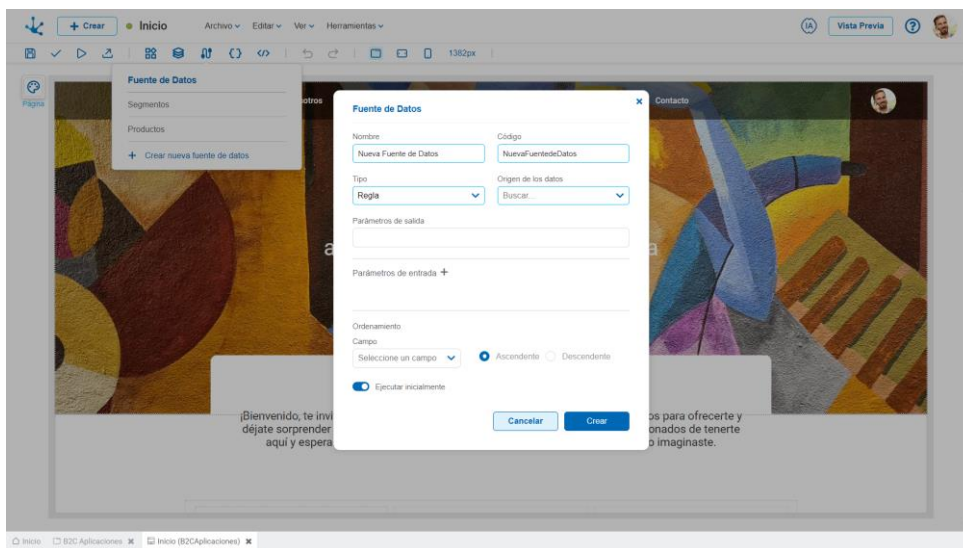 + Crear
Inicio
Archivo
Editar
Ver
Herramientas
IA
Vista Previa
?
1382px
Página
Fuente de Datos
Segmentos
Productos
+ Crear nueva fuente de datos
otros
Contacto
Fuente de Datos
Nombre
Código
Nueva Fuente de Datos
NuevaFuentedeDatos
Tipo
Origen de los datos
Regla
Buscar...
Parámetros de salida
Parámetros de entrada +
Ordenamiento
Campo
Seleccione un campo
Ascendente
Descendente
Ejecutar inicialmente
Cancelar
Crear
a
a
¡Bienvenido, te invi
os para ofrecerte y
déjate sorprender
onados de tenerte
aquí y espera
o imaginaste.
Inicio
B2C Aplicaciones
Inicio (B2CAplicaciones)